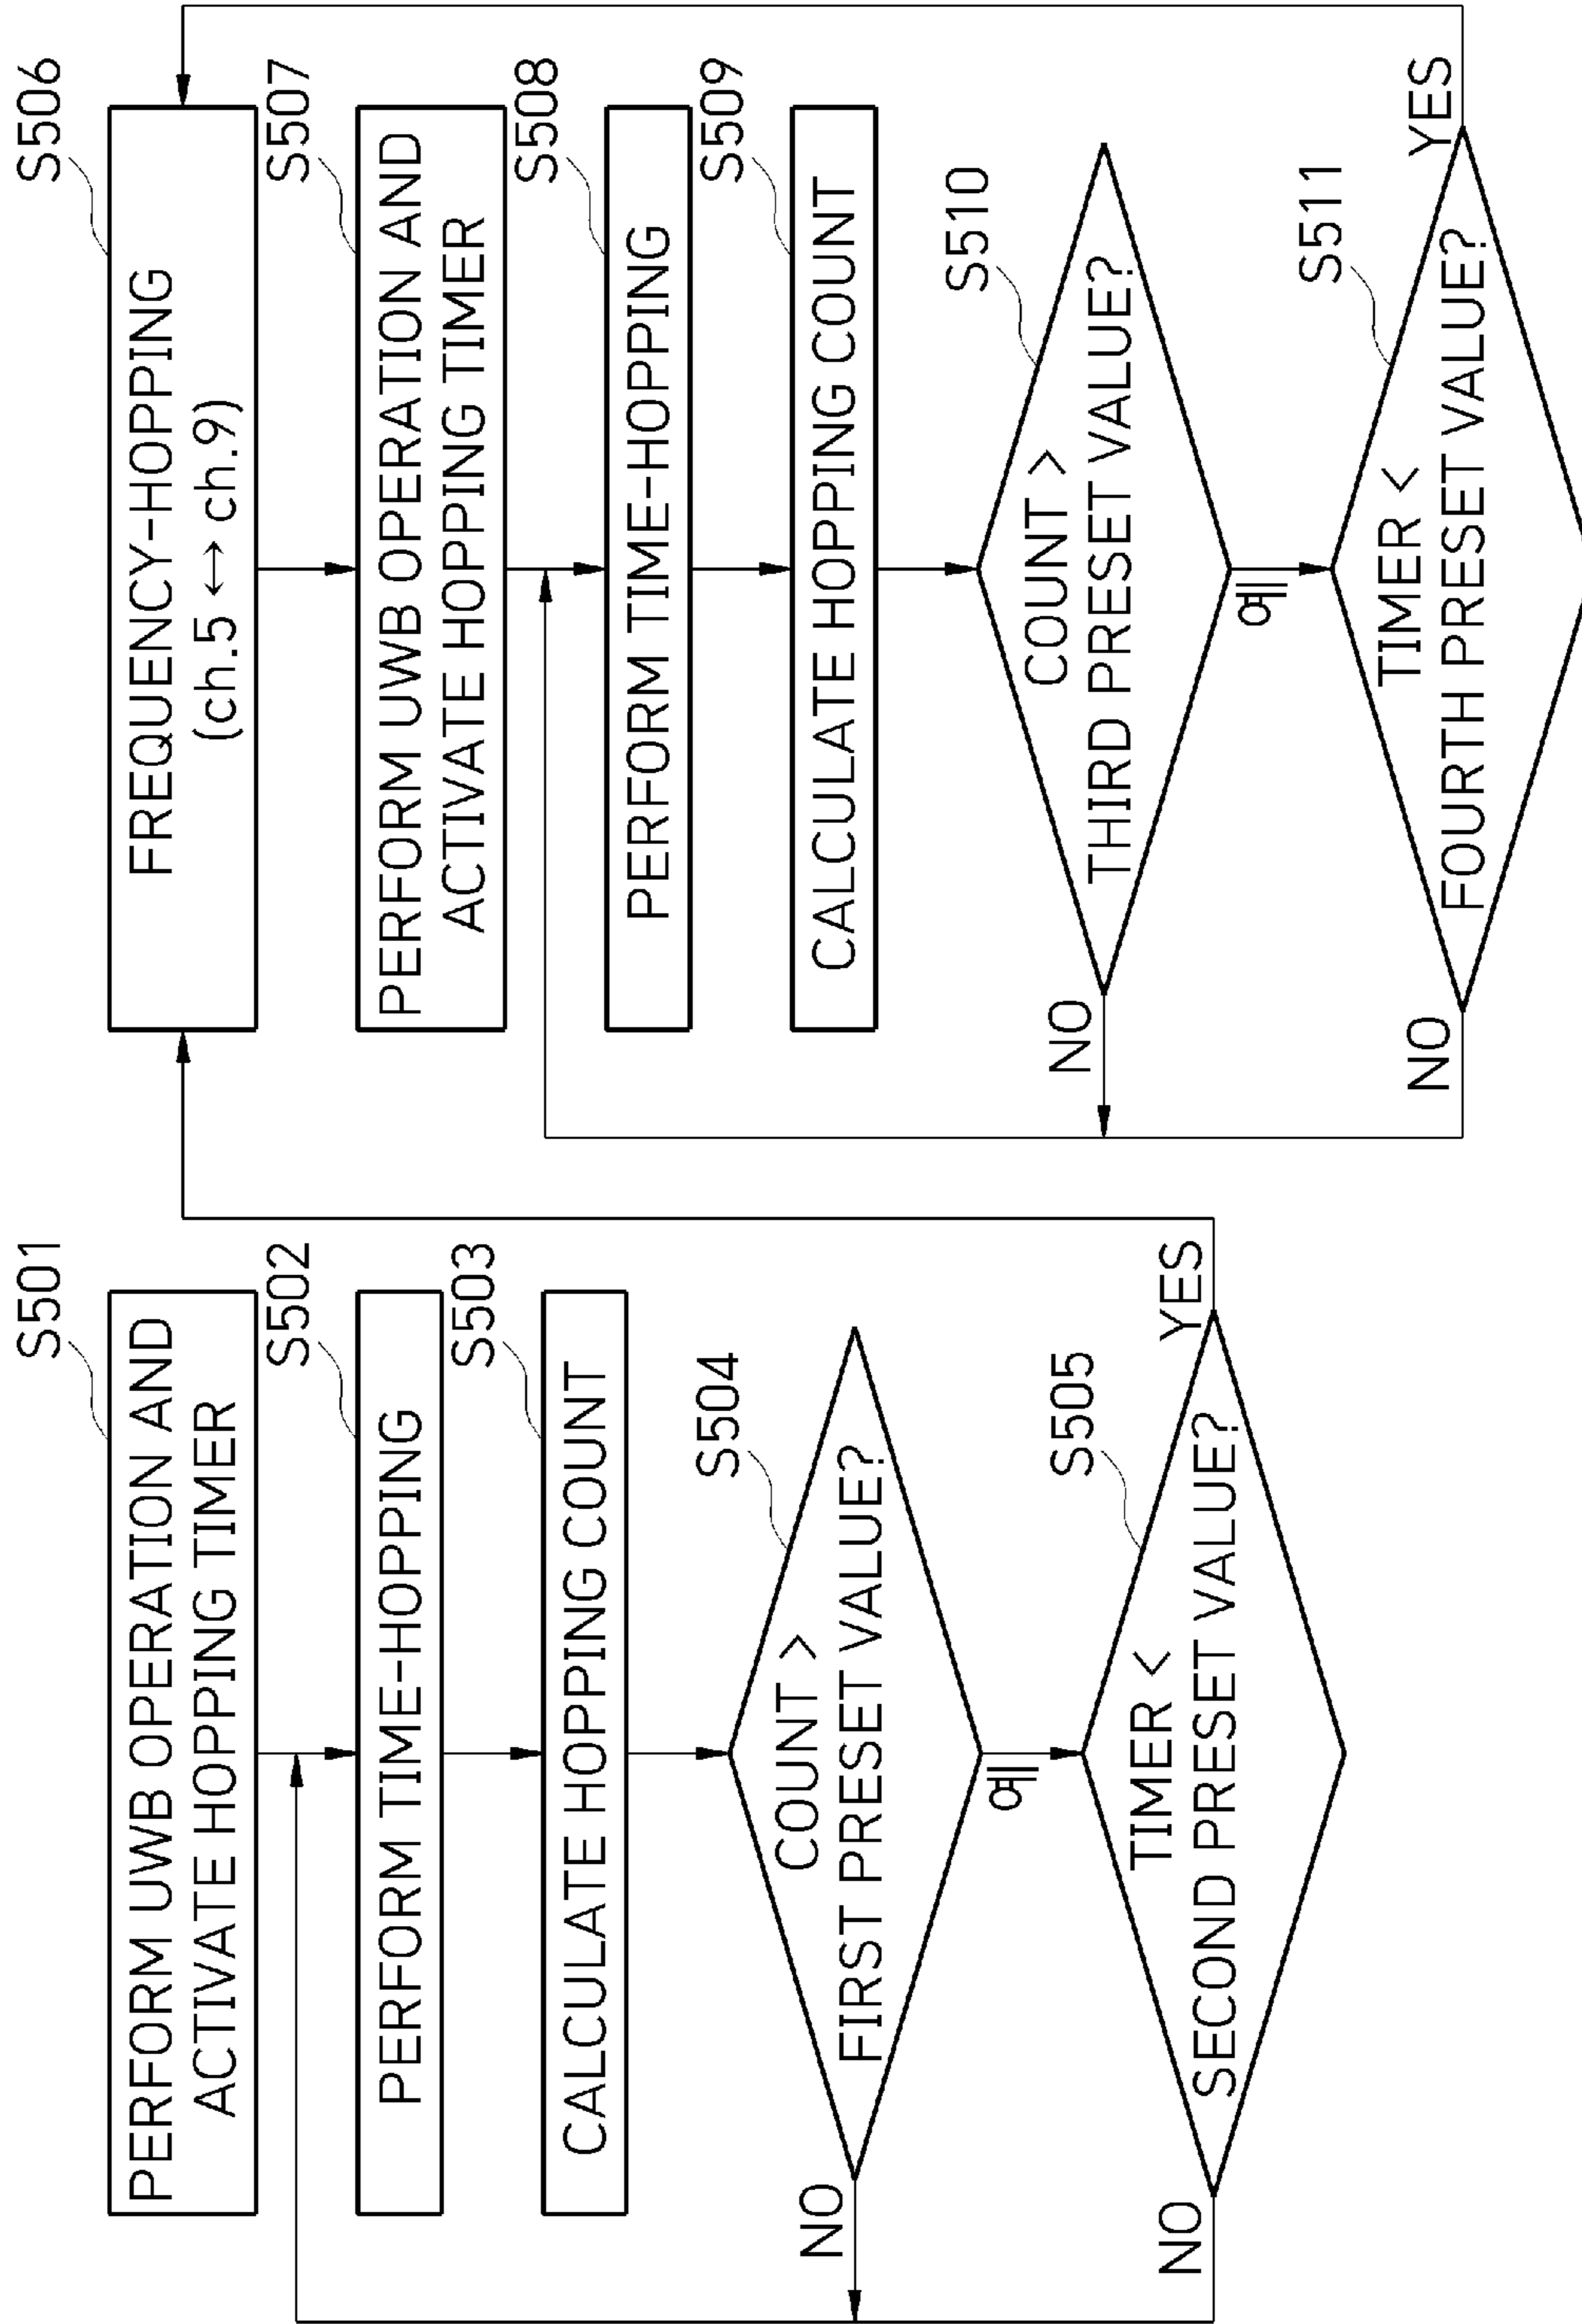 S501
PERFORM UWB OPERATION AND
ACTIVATE HOPPING TIMER
S502
PERFORM TIME-HOPPING
S503
CALCULATE HOPPING COUNT
S504
COUNT >
FIRST PRESET VALUE?
NO
예
S505
TIMER <
SECOND PRESET VALUE?
NO
YES
S506
FREQUENCY-HOPPING
(ch.5 ↔ ch.9)
S507
PERFORM UWB OPERATION AND
ACTIVATE HOPPING TIMER
S508
PERFORM TIME-HOPPING
S509
CALCULATE HOPPING COUNT
S510
COUNT >
THIRD PRESET VALUE?
NO
예
S511
TIMER <
FOURTH PRESET VALUE?
NO
YES